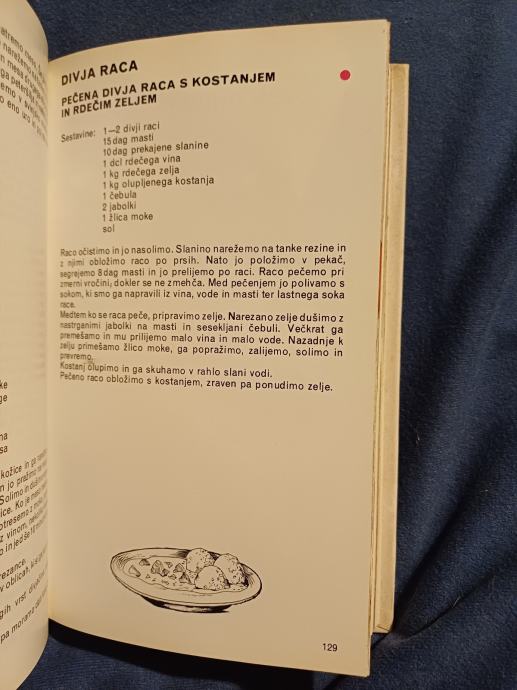 DIVJA RACA
PEČENA DIVJA RACA S KOSTANJEM
IN RDEČIM ZELJEM
Sestavine: 1—2 divji raci
15 dag masti
10 dag prekajene slanine
1 dcl rdečega vina
1 kg rdečega zelja
1 kg olupljenega kostanja
1 čebula
2 jabolki
1 žlica moke
sol
Raco očistimo in jo nasolimo. Slanino narežemo na tanke rezine in
z njimi obložimo raco po prsih. Nato jo položimo v pekač,
segrejemo 8 dag masti in jo prelijemo po raci. Raco pečemo pri
zmerni vročini, dokler se ne zmehča. Med pečenjem jo polivamo s
sokom, ki smo ga napravili iz vina, vode in masti ter lastnega soka
race.
Medtem ko se raca peče, pripravimo zelje. Narezano zelje dušimo z
nastrganimi jabolki na masti in sesekljani čebuli. Večkrat ga
premešamo in mu prilijemo malo vina in malo vode. Nazadnje k
zelju primešamo žlico moke, ga popražimo, zalijemo, solimo in
prevremo.
Kostanj olupimo in ga skuhamo v rahlo slani vodi.
Pečeno raco obložimo s kostanjem, zraven pa ponudimo zelje.
129